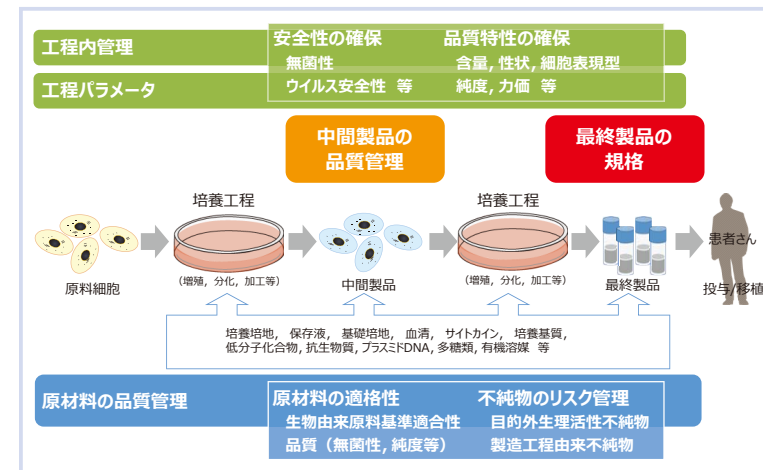 工程内管理
工程パラメータ
安全性の確保
無菌性
ウイルス安全性 等
品質特性の確保
含量, 性状, 細胞表現型
純度, 力価 等
中間製品の
品質管理
最終製品の
規格
培養工程
培養工程
(増殖, 分化, 加工等)
(増殖, 分化, 加工等)
原料細胞
中間製品
最終製品
患者さん
投与/移植
培養培地, 保存液, 基礎培地, 血清, サイトカイン, 培養基質,
低分子化合物, 抗生物質, プラスミドDNA, 多糖類, 有機溶媒 等
原材料の品質管理
原材料の適格性
生物由来原料基準適合性
品質（無菌性, 純度等）
不純物のリスク管理
目的外生理活性不純物
製造工程由来不純物